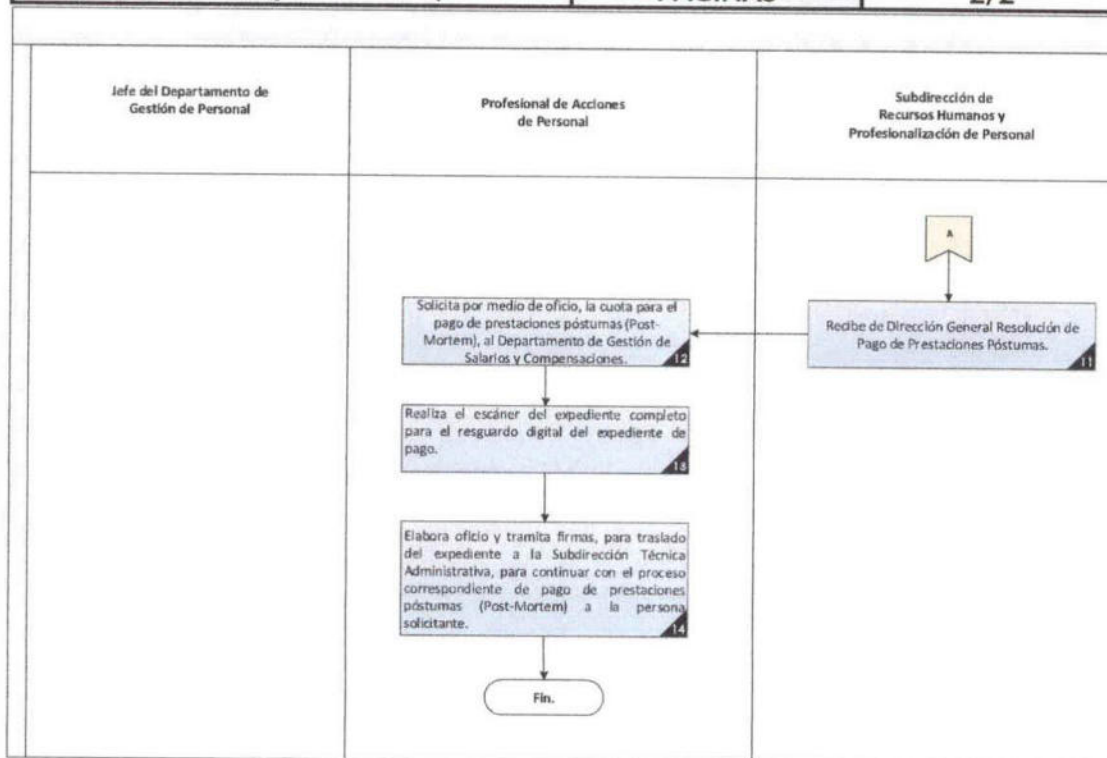 PÁGINAS
2/2
Jefe del Departamento de
Gestión de Personal
Profesional de Acciones
de Personal
Subdirección de
Recursos Humanos y
Profesionalización de Personal
A
Recibe de Dirección General Resolución de
Pago de Prestaciones Póstumas.
11
Solicita por medio de oficio, la cuota para el
pago de prestaciones póstumas (Post-
Mortem), al Departamento de Gestión de
Salarios y Compensaciones.
12
Realiza el escáner del expediente completo
para el resguardo digital del expediente de
pago.
13
Elabora oficio y tramita firmas, para traslado
del expediente a la Subdirección Técnica
Administrativa, para continuar con el proceso
correspondiente de pago de prestaciones
póstumas (Post-Mortem) a la persona
solicitante.
14
Fin.